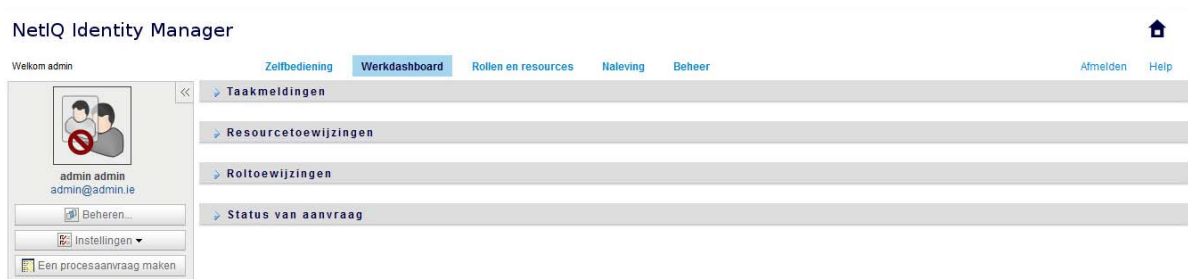 NetIQ Identity Manager
Welkom admin
Zelfbediening Werkdashboard Rollen en resources Naleving Beheer Afmelden Help
Taakmeldingen
Resourcetoewijzingen
Roltoewijzingen
Status van aanvraag
admin admin
admin@admin.ie
Beheren...
Instellingen
Een procesaanvraag maken